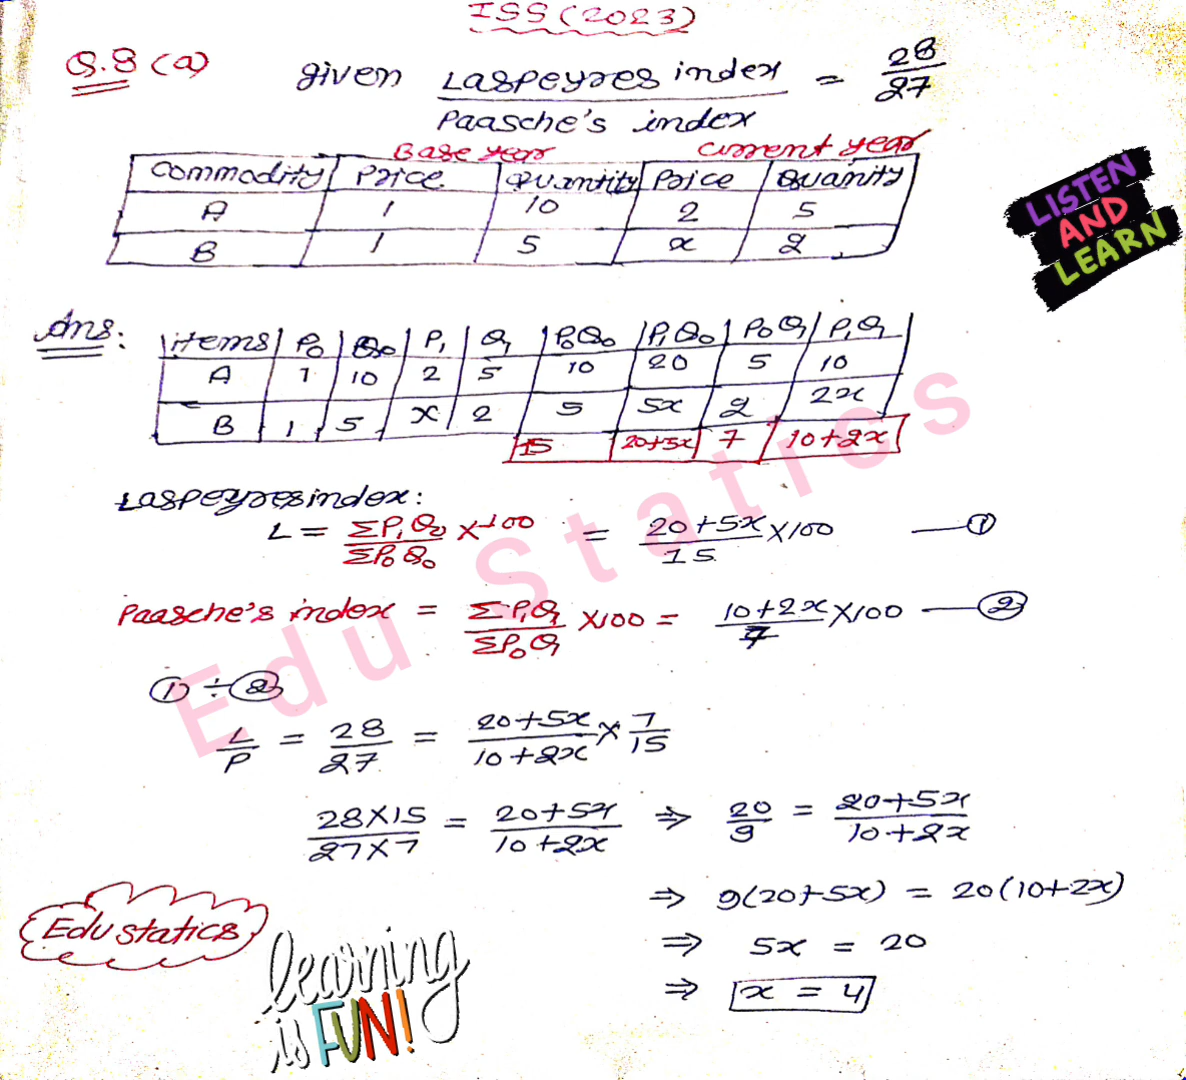 ISS (2023)
Q.8 (a) given Laspeyres index / Paasche's index = 28/27
Base year Current year
Commodity Price Quantity Price Quanity
A 1 10 2 5
B 1 5 x 2
LISTEN
AND
LEARN
Ans:
items P₀ Q₀ P₁ Q₁ P₀Q₀ P₁Q₀ P₀Q₁ P₁Q₁
A 1 10 2 5 10 20 5 10
B 1 5 x 2 5 5x 2 2x
15 20+5x 7 10+2x
Laspeyres index:
L = ΣP₁Q₀/ΣP₀Q₀ × 100 = 20+5x/15 × 100 — ①
Paasche's index = ΣP₁Q₁/ΣP₀Q₁ × 100 = 10+2x/7 × 100 — ②
① ÷ ②
L/P = 28/27 = 20+5x/10+2x × 7/15
28×15/27×7 = 20+5x/10+2x ⇒ 20/9 = 20+5x/10+2x
⇒ 9(20+5x) = 20(10+2x)
⇒ 5x = 20
⇒ x = 4
Edu statics
learning
is FUN!
Edu Statics